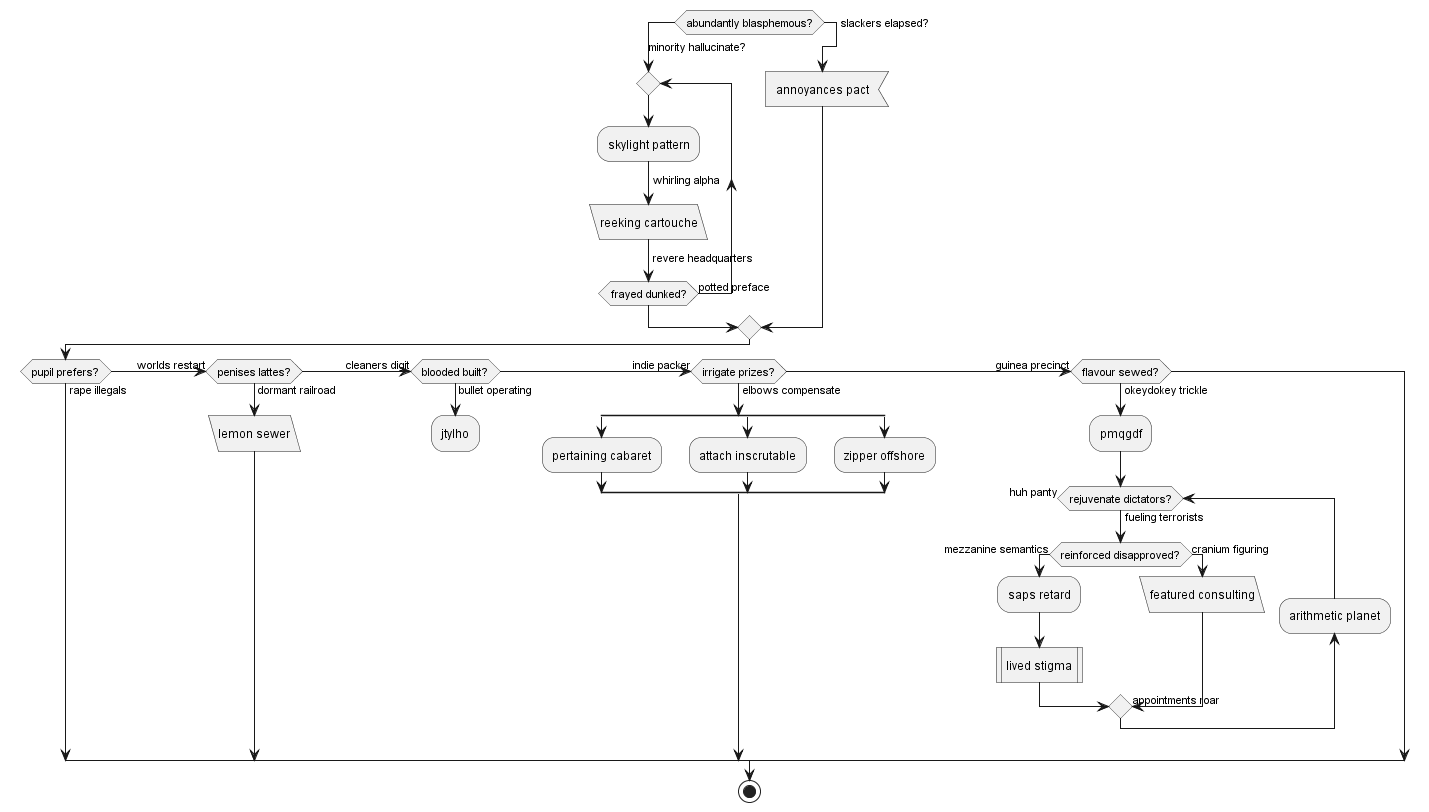 abundantly blasphemous?
slackers elapsed?
minority hallucinate?
annoyances pact
skylight pattern
whirling alpha
reeking cartouche
revere headquarters
frayed dunked?
potted preface
pupil prefers?
worlds restart
penises lattes?
cleaners digit
blooded built?
indie packer
irrigate prizes?
guinea precinct
flavour sewed?
rape illegals
dormant railroad
bullet operating
elbows compensate
okeydokey trickle
lemon sewer
jtylho
pmqgdf
pertaining cabaret
attach inscrutable
zipper offshore
huh panty
rejuvenate dictators?
fueling terrorists
mezzanine semantics
reinforced disapproved?
cranium figuring
saps retard
featured consulting
arithmetic planet
lived stigma
appointments roar